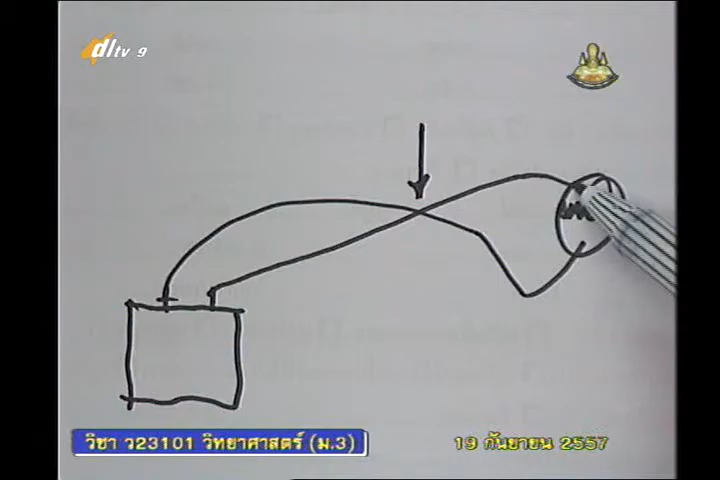 dltv 9
วิชา ว23101 วิทยาศาสตร์ (ม.3)
19 กันยายน 2557